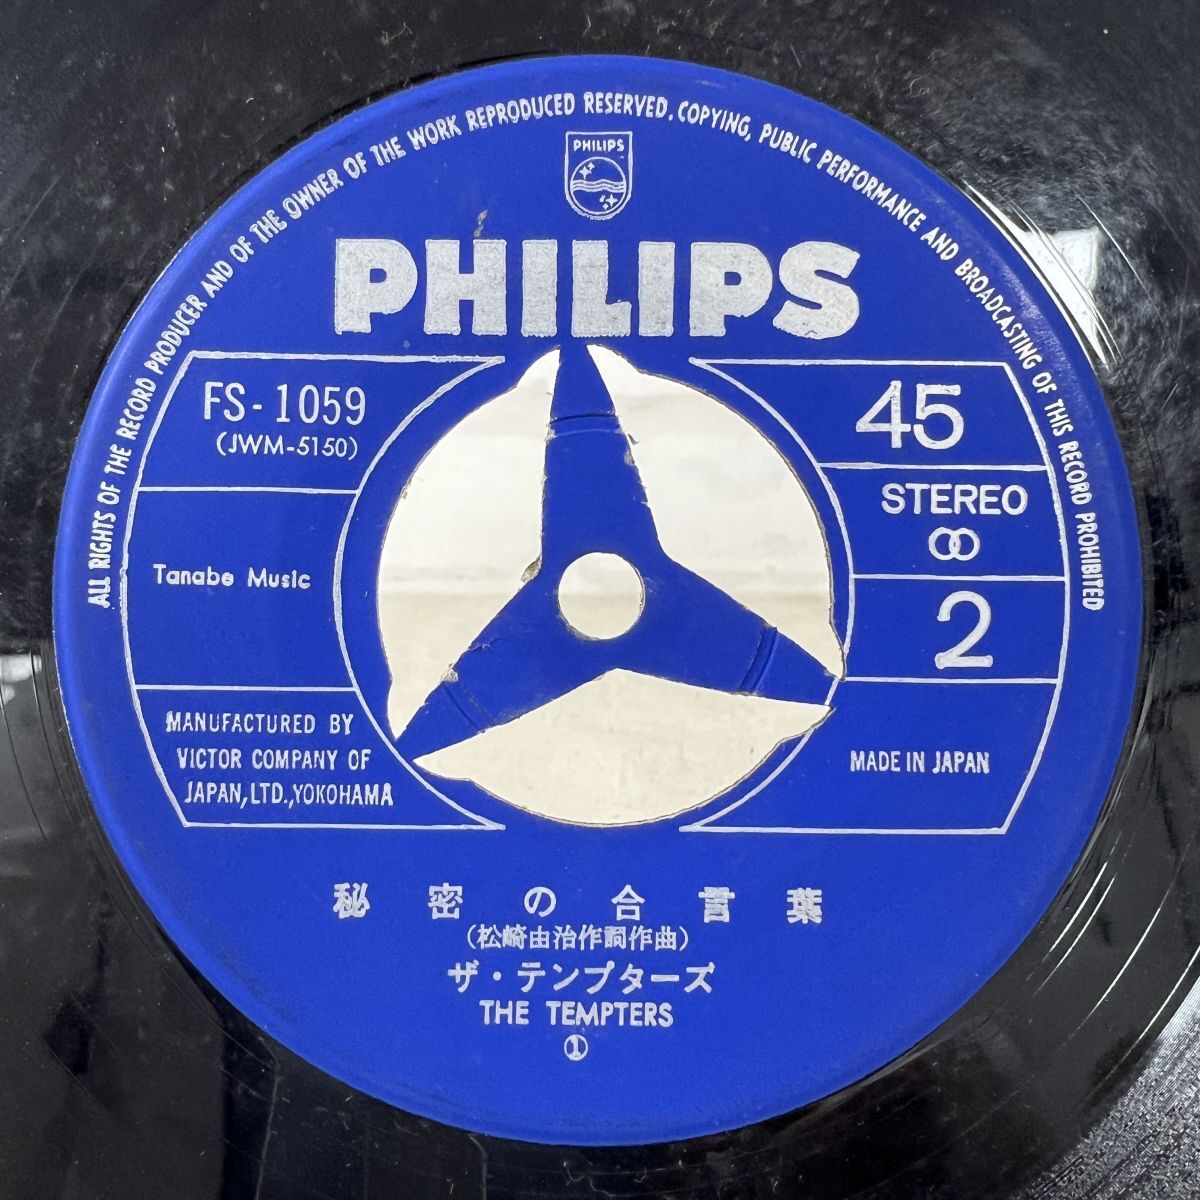 ALL RIGHTS OF THE RECORD PRODUCER AND OF THE OWNER OF THE WORK REPRODUCED RESERVED. COPYING, PUBLIC PERFORMANCE AND BROADCASTING OF THIS RECORD PROHIBITED
PHILIPS
PHILIPS
FS-1059
(JWM-5150)
45
STEREO
2
Tanabe Music
MANUFACTURED BY
VICTOR COMPANY OF
JAPAN, LTD., YOKOHAMA
MADE IN JAPAN
秘密の合言葉
(松崎由治作詞作曲)
ザ・テンプターズ
THE TEMPTERS
①